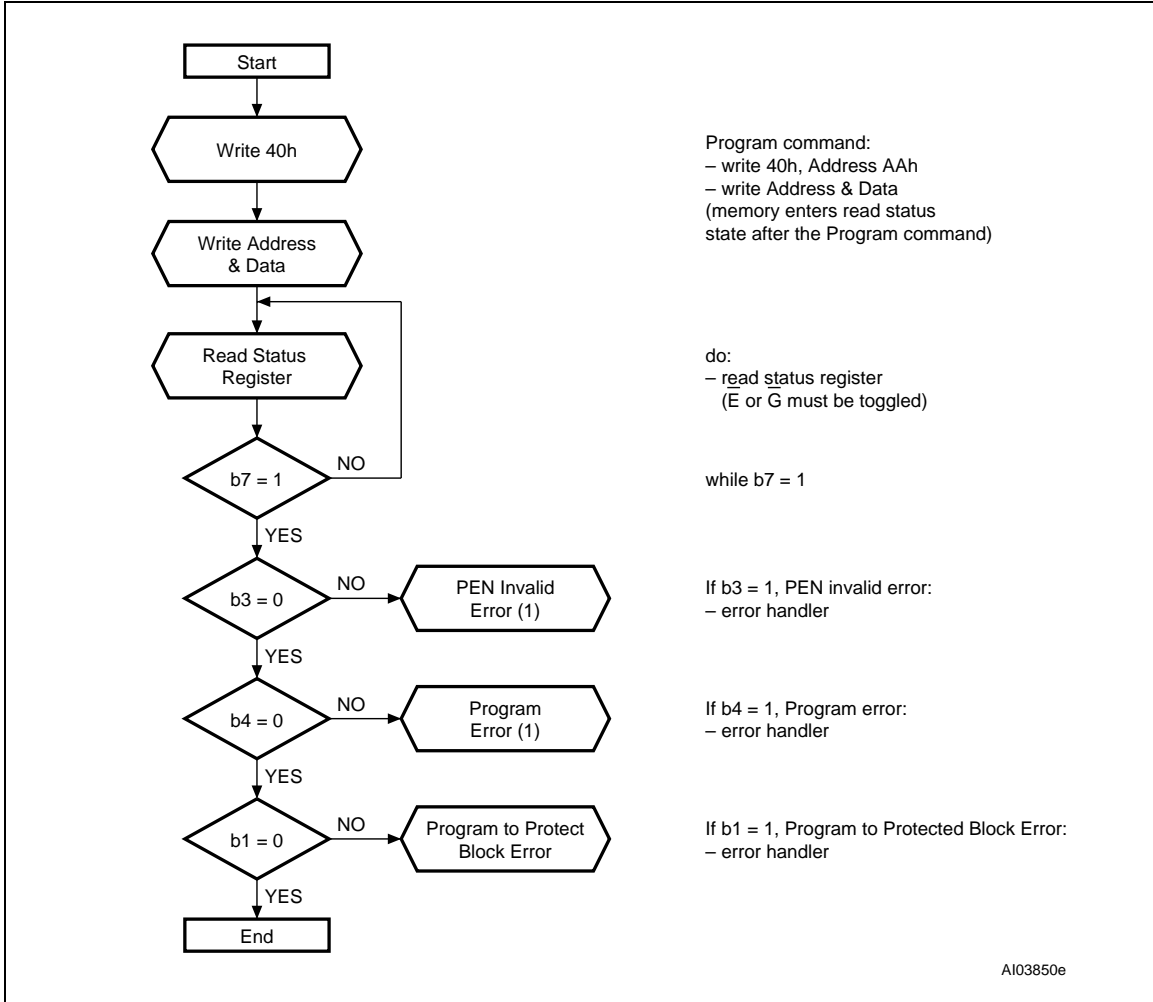 Start
Write 40h
Program command:
– write 40h, Address AAh
– write Address & Data
(memory enters read status
state after the Program command)
Write Address
& Data
Read Status
Register
do:
– read status register
(E̅ or G̅ must be toggled)
b7 = 1
NO
while b7 = 1
YES
b3 = 0
NO
PEN Invalid
Error (1)
If b3 = 1, PEN invalid error:
– error handler
YES
b4 = 0
NO
Program
Error (1)
If b4 = 1, Program error:
– error handler
YES
b1 = 0
NO
Program to Protect
Block Error
If b1 = 1, Program to Protected Block Error:
– error handler
YES
End
AI03850e